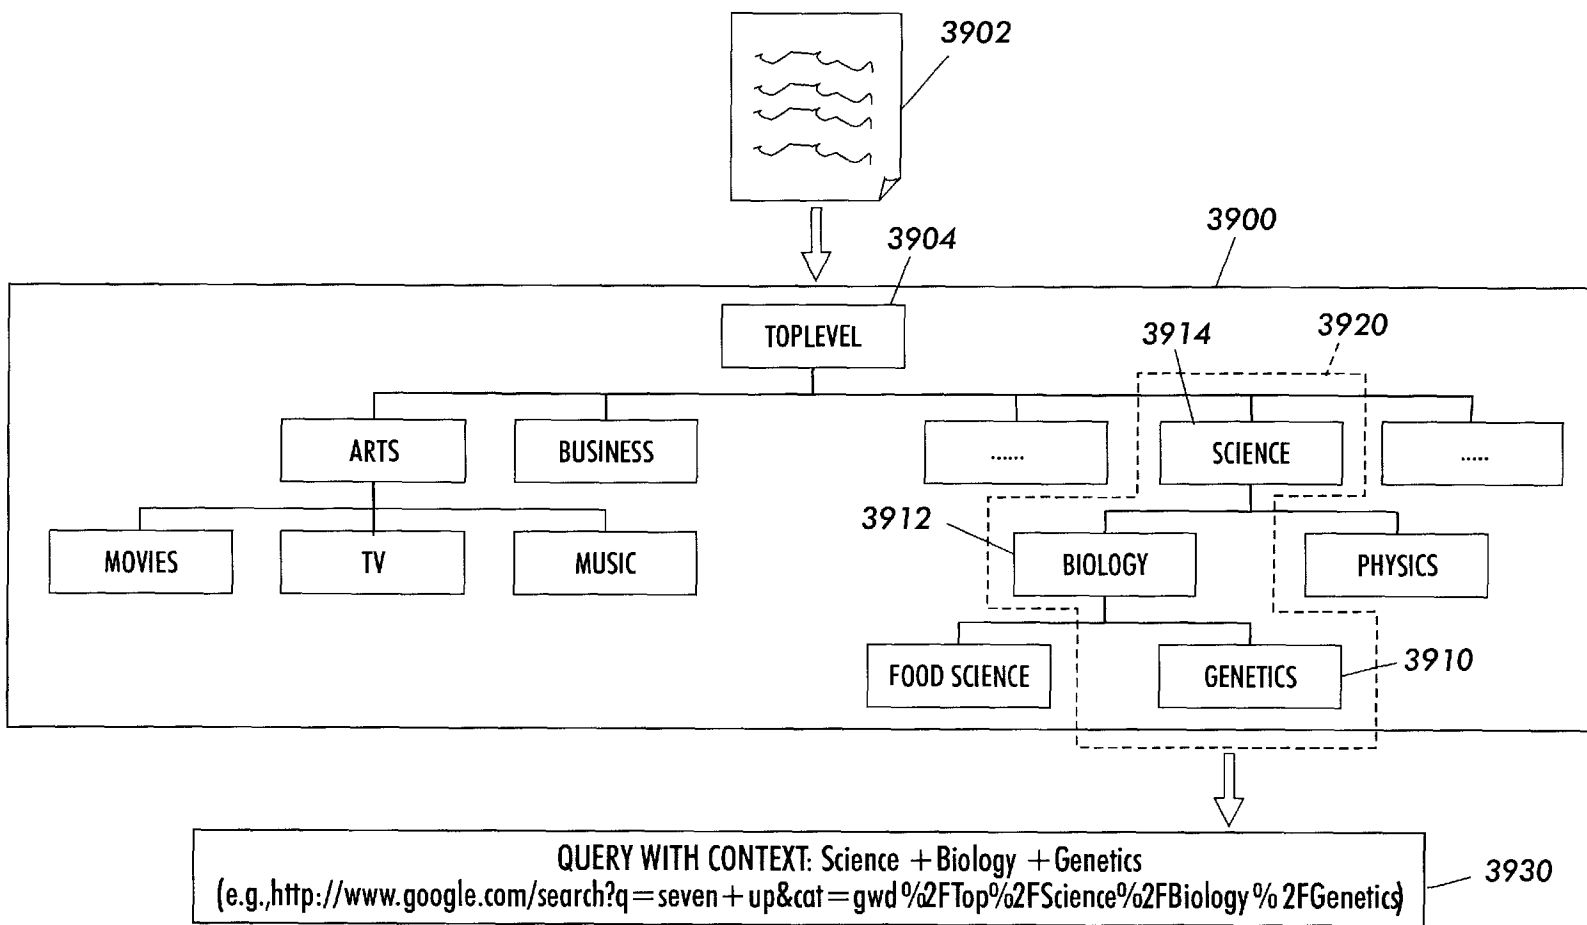 3902
3904
3900
TOPLEVEL
3914
3920
ARTS
BUSINESS
......
SCIENCE
.....
3912
MOVIES
TV
MUSIC
BIOLOGY
PHYSICS
FOOD SCIENCE
GENETICS
3910
QUERY WITH CONTEXT: Science +Biology +Genetics
(e.g.,http://www.google.com/search?q=seven+up&cat=gwd%2FTop%2FScience%2FBiology% 2FGenetics)
3930